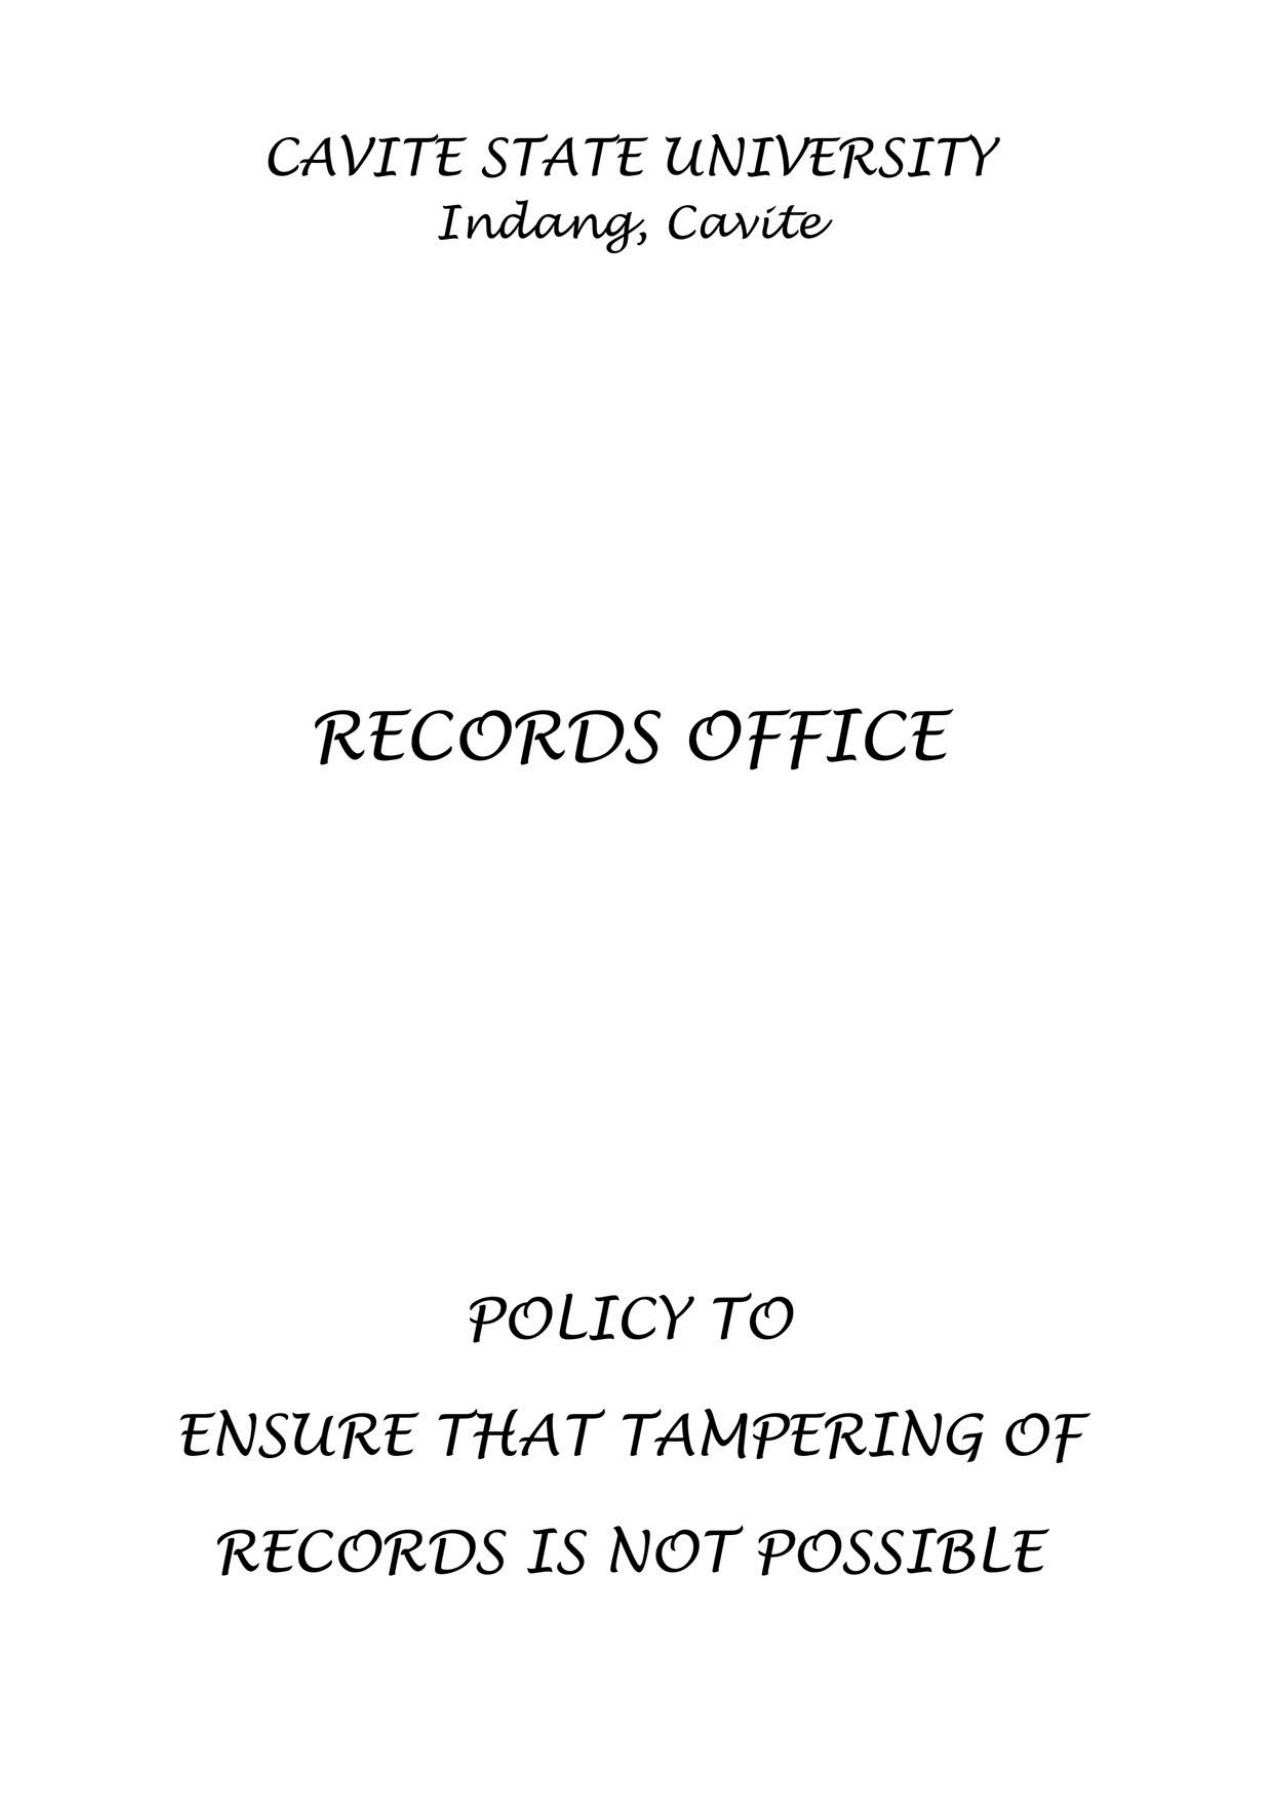 CAVITE STATE UNIVERSITY
Indang, Cavite
RECORDS OFFICE
POLICY TO
ENSURE THAT TAMPERING OF
RECORDS IS NOT POSSIBLE